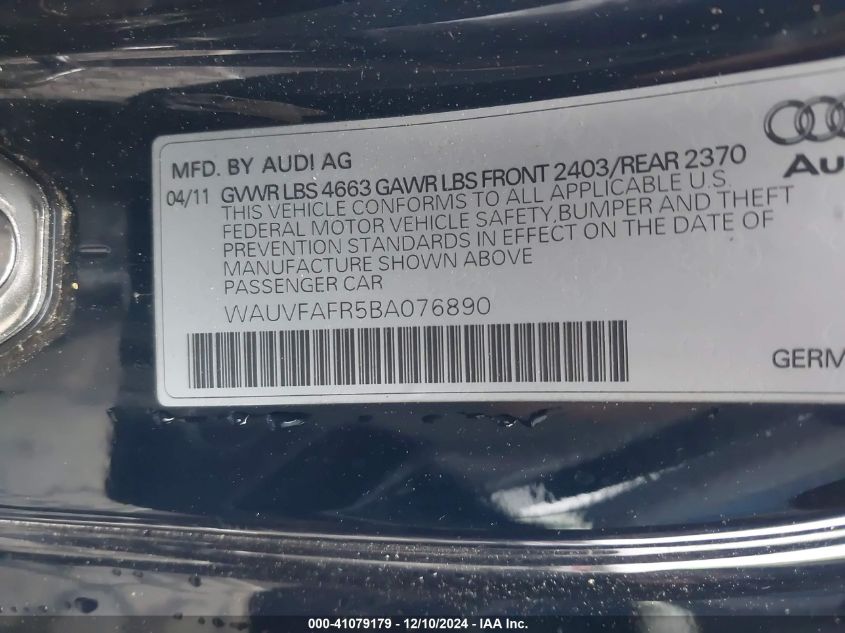 MFD. BY AUDI AG
04/11 GVWR LBS 4663 GAWR LBS FRONT 2403/REAR 2370
THIS VEHICLE CONFORMS TO ALL APPLICABLE U.S.
FEDERAL MOTOR VEHICLE SAFETY,BUMPER AND THEFT
PREVENTION STANDARDS IN EFFECT ON THE DATE OF
MANUFACTURE SHOWN ABOVE
PASSENGER CAR
WAUVFAFR5BA076890
Au
GERM
000-41079179 - 12/10/2024 - IAA Inc.